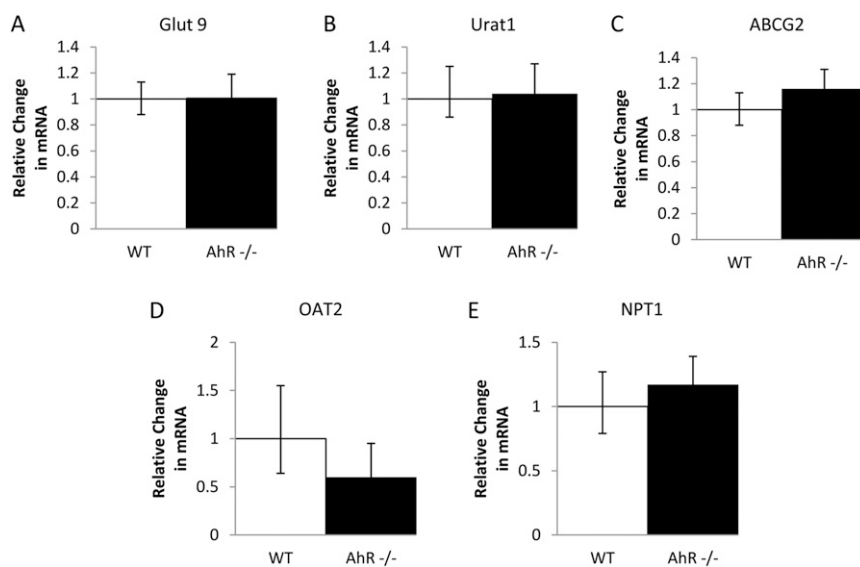 A
Glut 9
Relative Change
in mRNA
1.4
1.2
1
0.8
0.6
0.4
0.2
0
WT
AhR -/-
B
Urat1
Relative Change
in mRNA
1.4
1.2
1
0.8
0.6
0.4
0.2
0
WT
AhR -/-
C
ABCG2
Relative Change
in mRNA
1.4
1.2
1
0.8
0.6
0.4
0.2
0
WT
AhR -/-
D
OAT2
Relative Change
in mRNA
2
1.5
1
0.5
0
WT
AhR -/-
E
NPT1
Relative Change
in mRNA
1.5
1
0.5
0
WT
AhR -/-